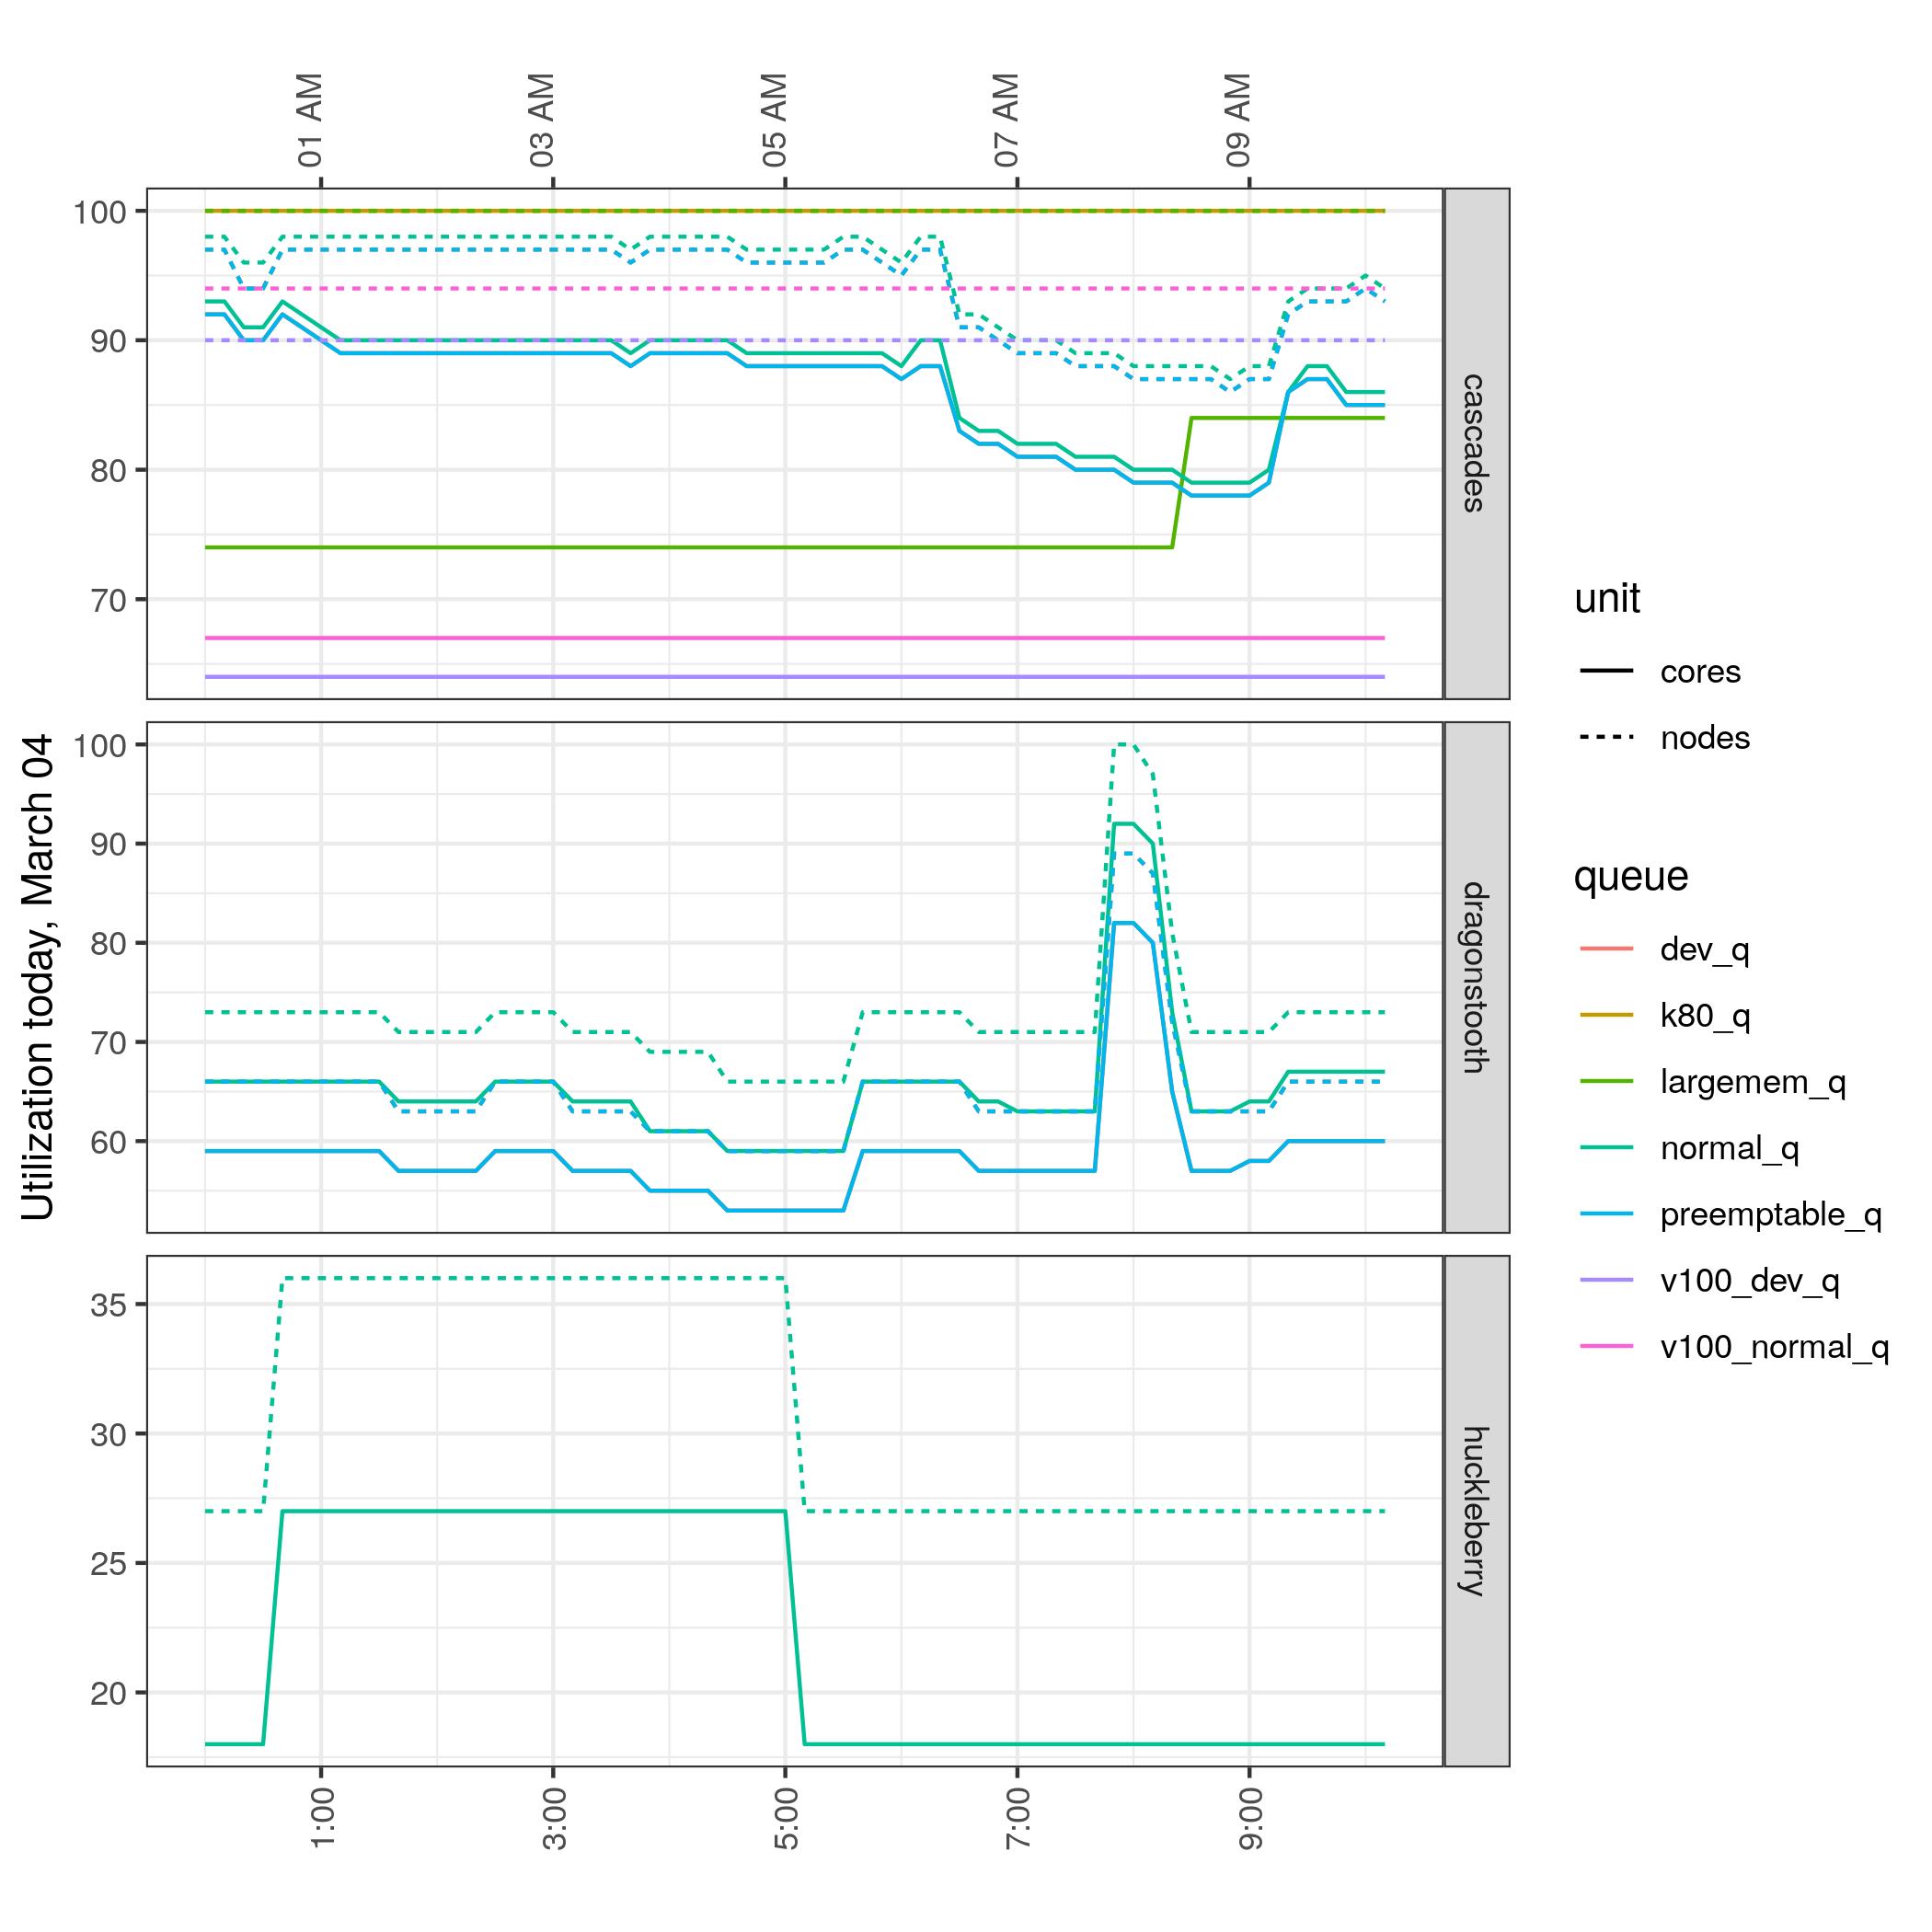 01 AM
03 AM
05 AM
07 AM
09 AM
100
90
80
70
cascades
Utilization today, March 04
100
90
80
70
60
dragonstooth
35
30
25
20
huckleberry
1:00
3:00
5:00
7:00
9:00
unit
cores
nodes
queue
dev_q
k80_q
largemem_q
normal_q
preemptable_q
v100_dev_q
v100_normal_q